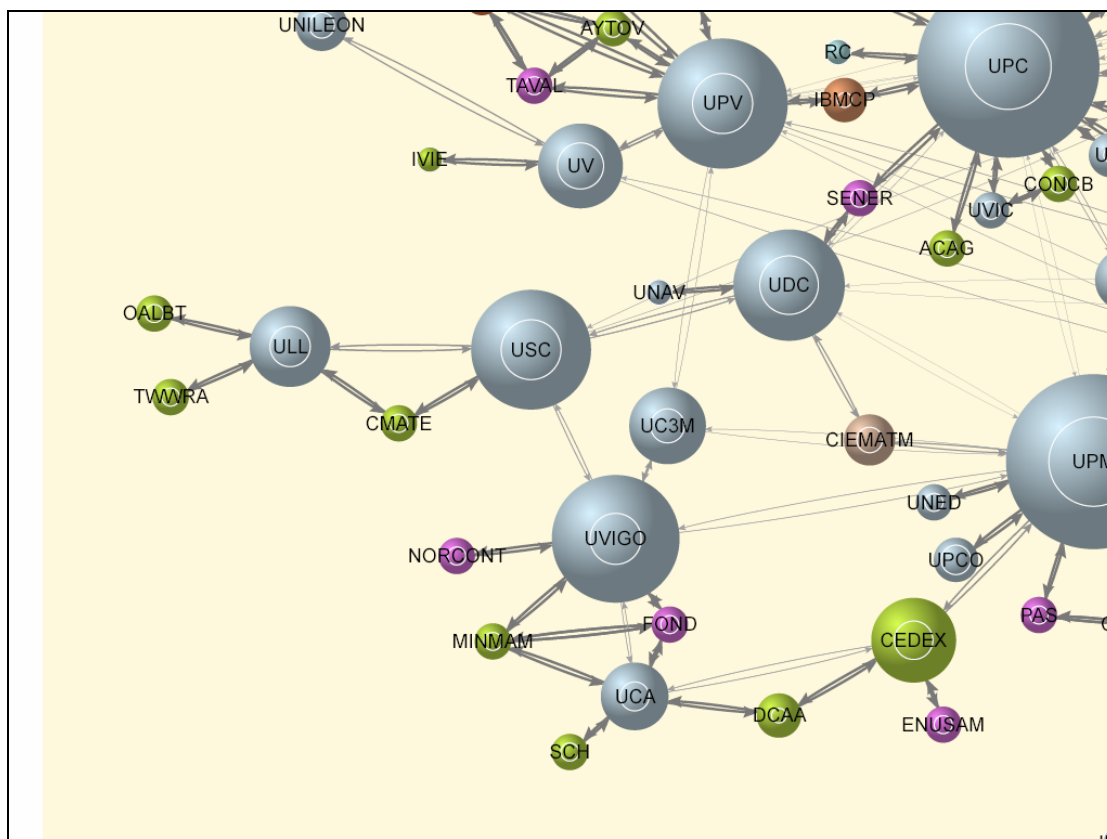 UNILEON
AYTOV
RC
UPC
TAVAL
UPV
IBMCP
IVIE
UV
SENER
CONCB
UVIC
ACAG
UNAV
UDC
OALBT
ULL
USC
TWWRA
CMATE
UC3M
CIEMATM
UPM
UNED
UVIGO
NORCONT
UPCO
PAS
FOND
MINMAM
CEDEX
UCA
DCAA
ENUSAM
SCH